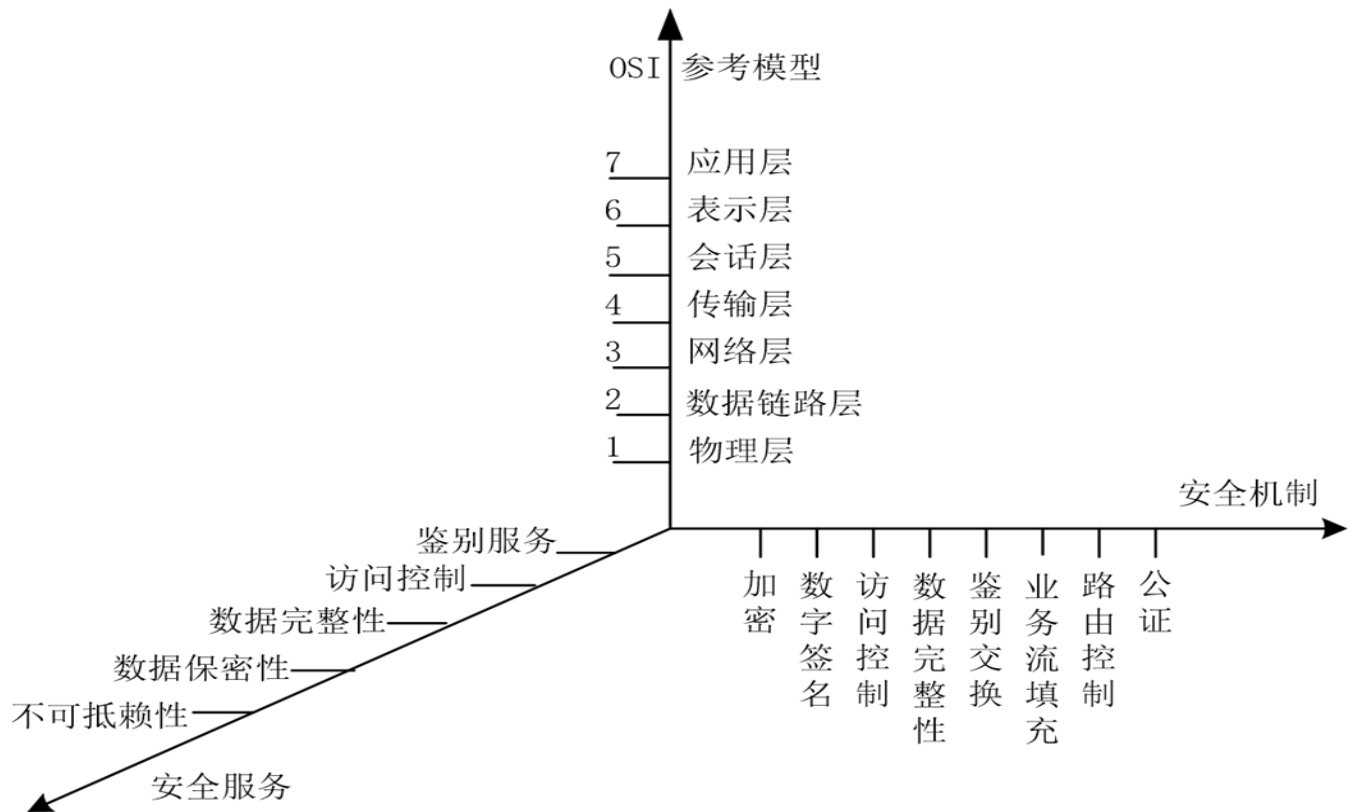 OSI 参考模型
7 应用层
6 表示层
5 会话层
4 传输层
3 网络层
2 数据链路层
1 物理层
安全机制
加密
数字签名
访问控制
数据完整性
鉴别交换
业务流填充
路由控制
公证
鉴别服务
访问控制
数据完整性
数据保密性
不可抵赖性
安全服务